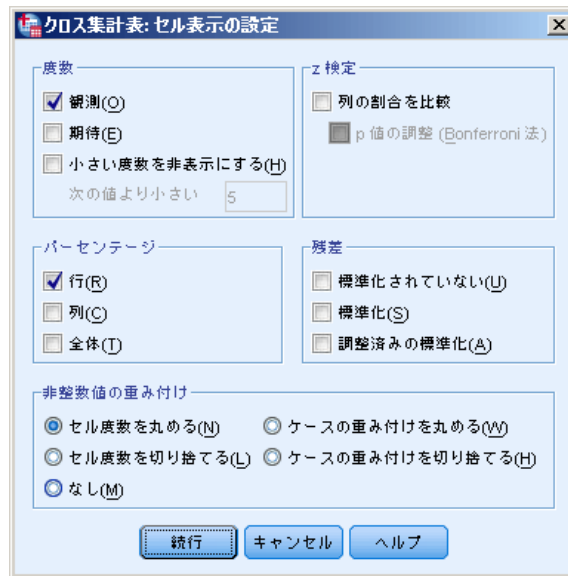 クロス集計表: セル表示の設定
度数
観測(O)
期待(E)
小さい度数を非表示にする(H)
次の値より小さい 5
z 検定
列の割合を比較
p 値の調整 (Bonferroni 法)
パーセンテージ
行(R)
列(C)
全体(T)
残差
標準化されていない(U)
標準化(S)
調整済みの標準化(A)
非整数値の重み付け
セル度数を丸める(N) ケースの重み付けを丸める(W)
セル度数を切り捨てる(L) ケースの重み付けを切り捨てる(H)
なし(M)
続行 キャンセル ヘルプ